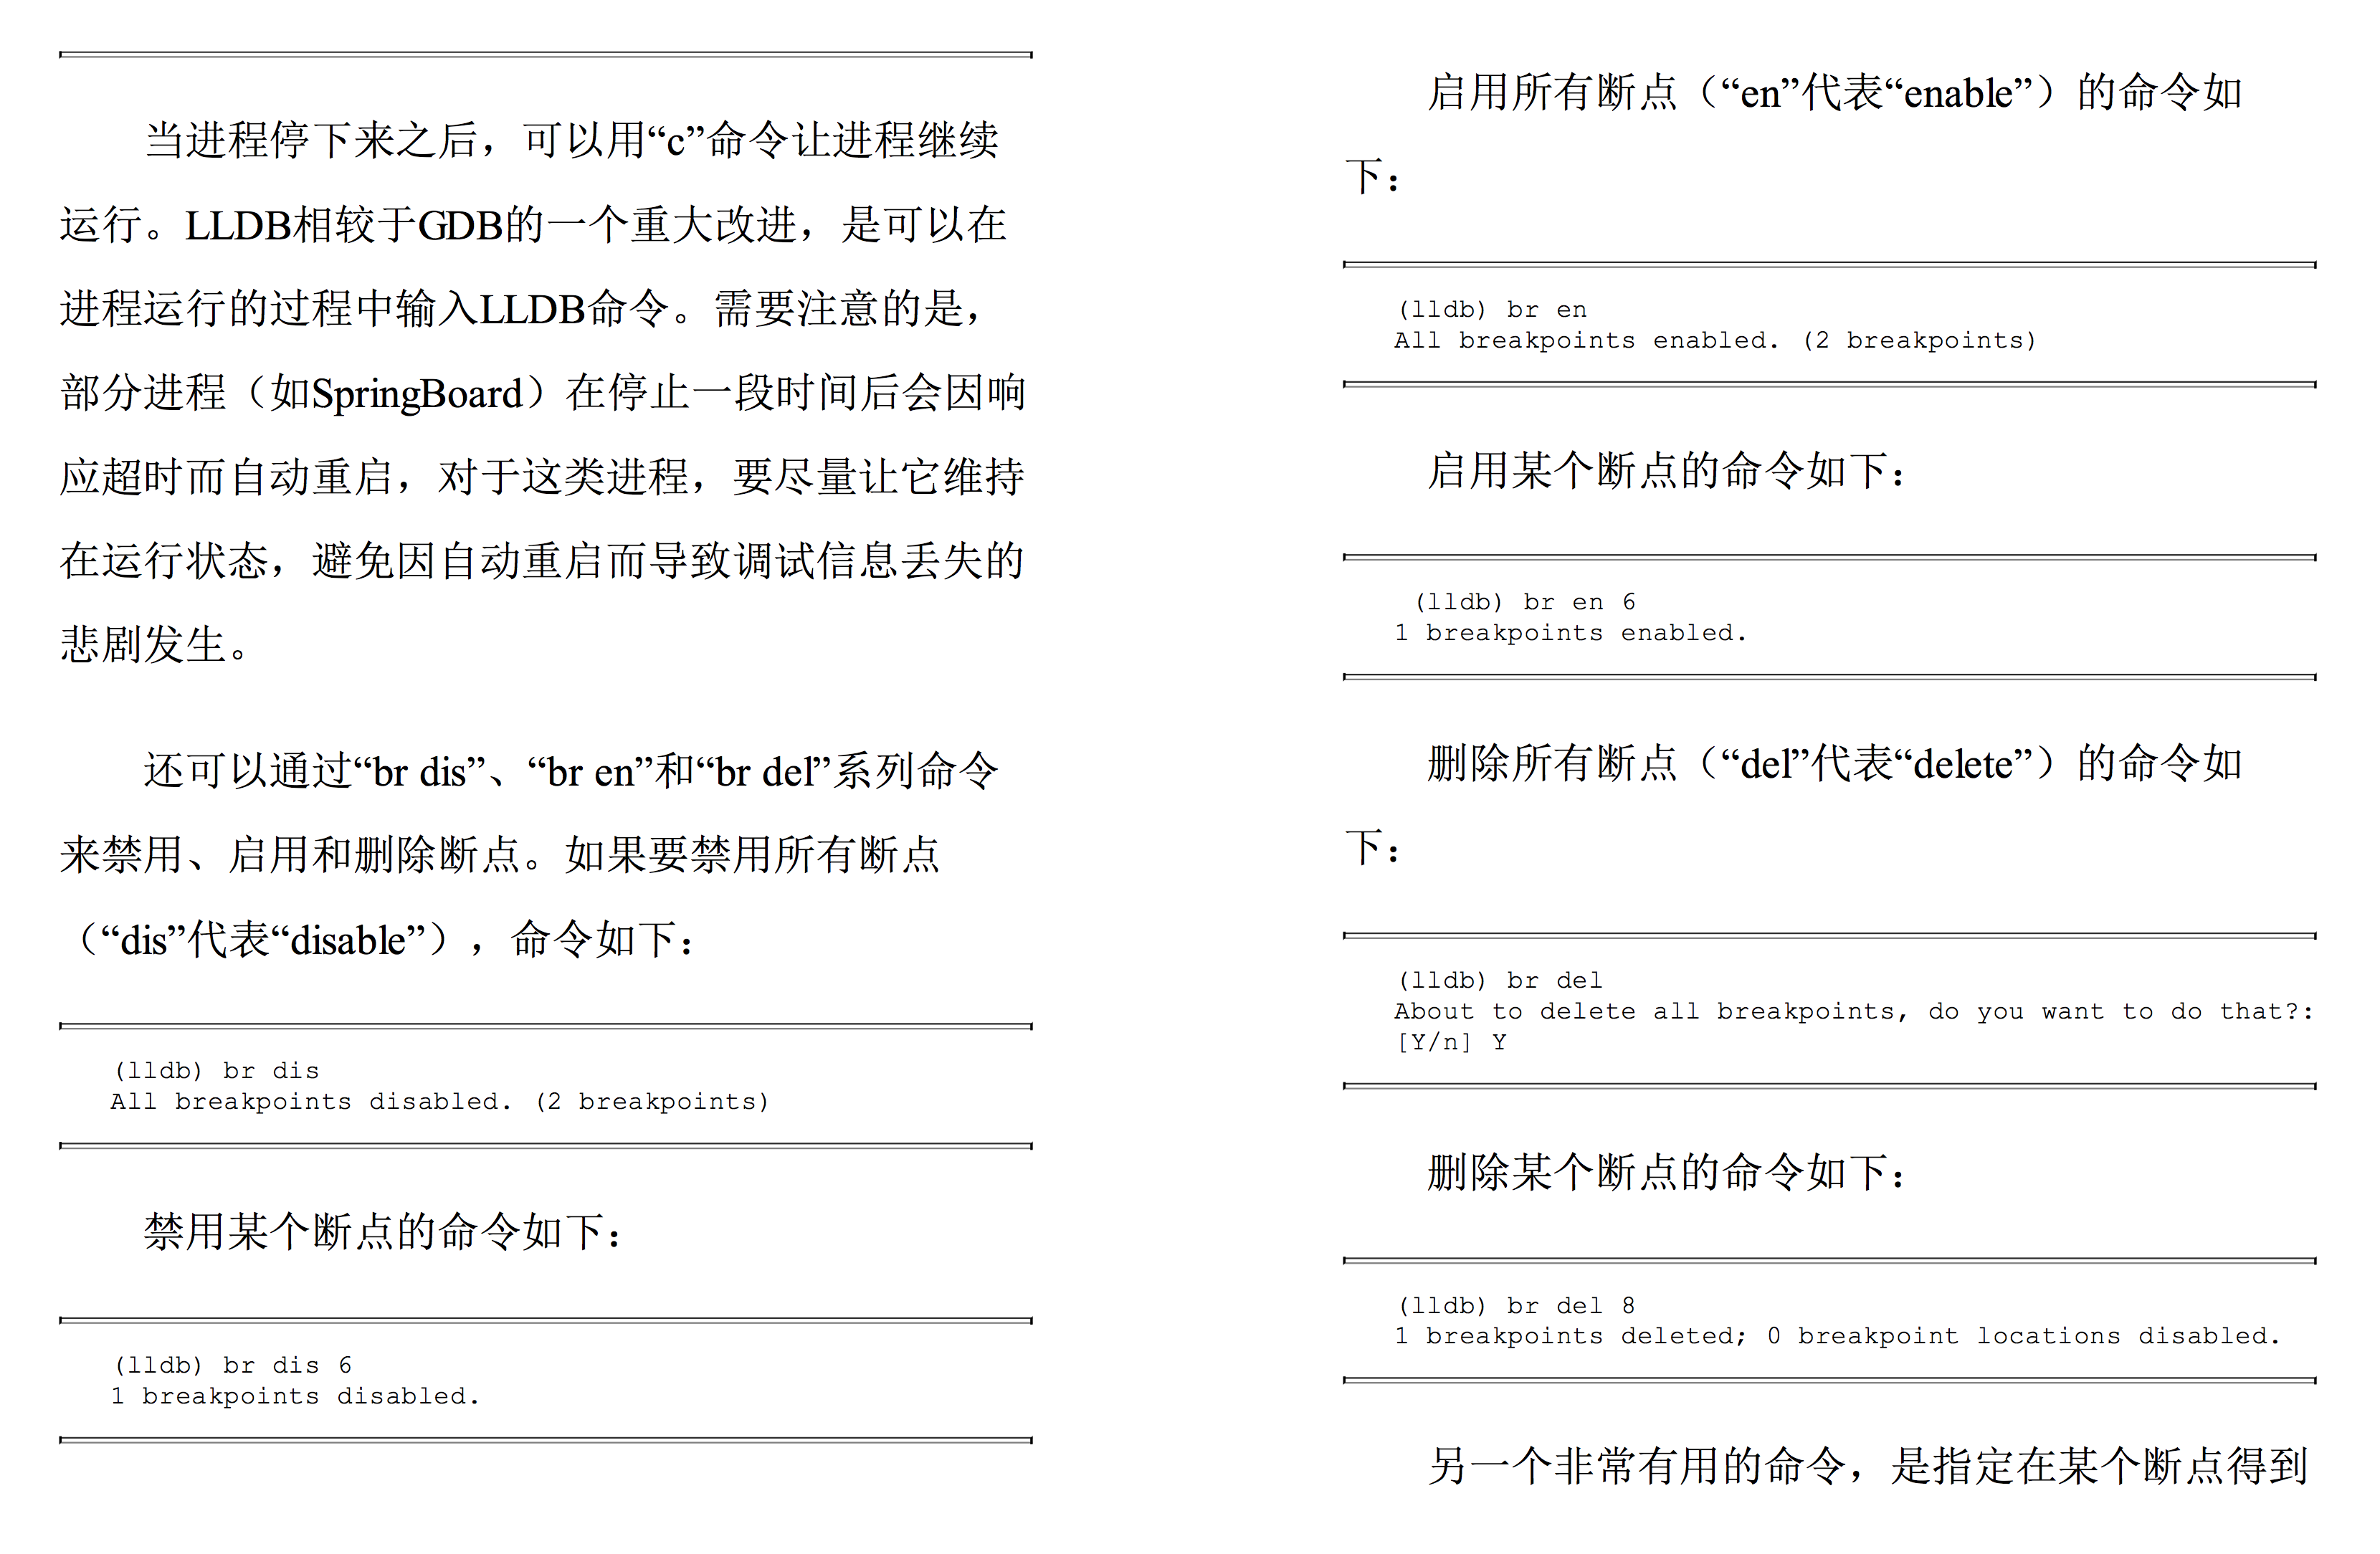 当进程停下来之后，可以用“c”命令让进程继续
运行。LLDB相较于GDB的一个重大改进，是可以在
进程运行的过程中输入LLDB命令。需要注意的是，
部分进程（如SpringBoard）在停止一段时间后会因响
应超时而自动重启，对于这类进程，要尽量让它维持
在运行状态，避免因自动重启而导致调试信息丢失的
悲剧发生。
还可以通过“br dis”、“br en”和“br del”系列命令
来禁用、启用和删除断点。如果要禁用所有断点
（“dis”代表“disable”），命令如下：
(lldb) br dis
All breakpoints disabled. (2 breakpoints)
禁用某个断点的命令如下：
(lldb) br dis 6
1 breakpoints disabled.
启用所有断点（“en”代表“enable”）的命令如
下：
(lldb) br en
All breakpoints enabled. (2 breakpoints)
启用某个断点的命令如下：
(lldb) br en 6
1 breakpoints enabled.
删除所有断点（“del”代表“delete”）的命令如
下：
(lldb) br del
About to delete all breakpoints, do you want to do that?:
[Y/n] Y
删除某个断点的命令如下：
(lldb) br del 8
1 breakpoints deleted; 0 breakpoint locations disabled.
另一个非常有用的命令，是指定在某个断点得到